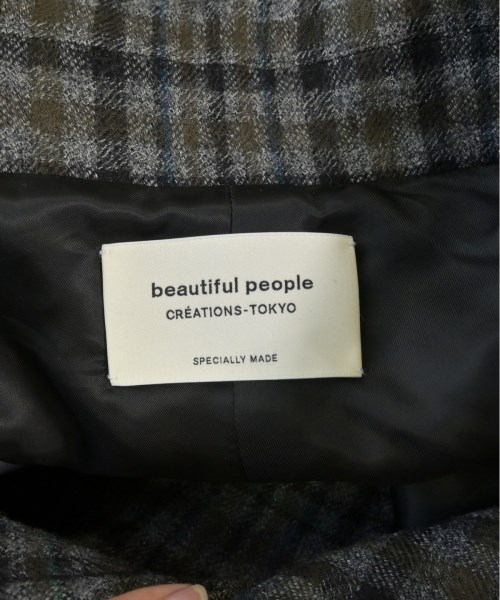 beautiful people
CRÉATIONS-TOKYO
SPECIALLY MADE